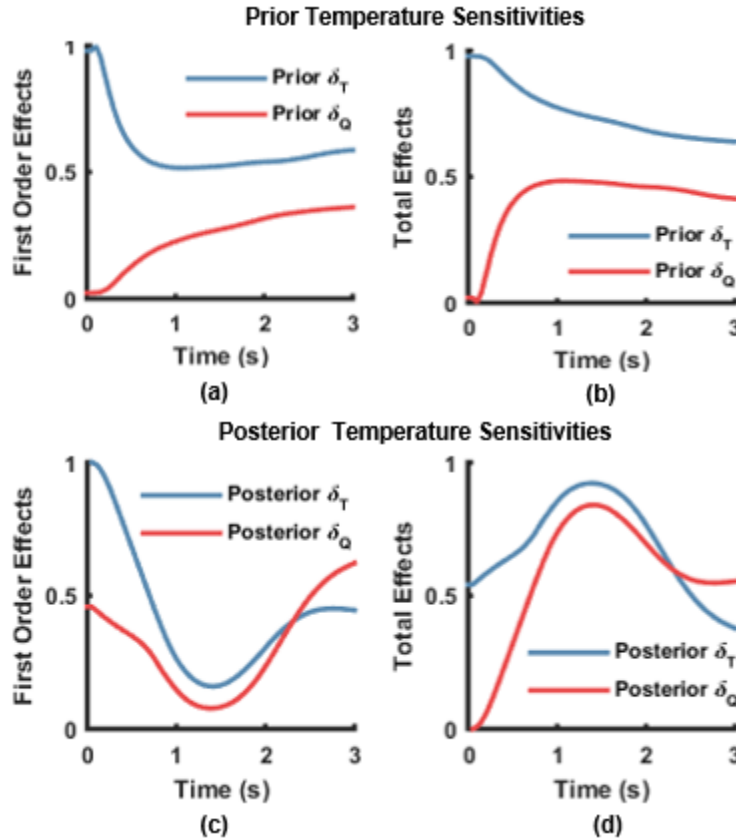 Prior Temperature Sensitivities
First Order Effects
1
0.5
0
Prior δT
Prior δQ
0 1 2 3
Time (s)
(a)
Total Effects
1
0.5
0
Prior δT
Prior δQ
0 1 2 3
Time (s)
(b)
Posterior Temperature Sensitivities
First Order Effects
1
0.5
0
Posterior δT
Posterior δQ
0 1 2 3
Time (s)
(c)
Total Effects
1
0.5
0
Posterior δT
Posterior δQ
0 1 2 3
Time (s)
(d)